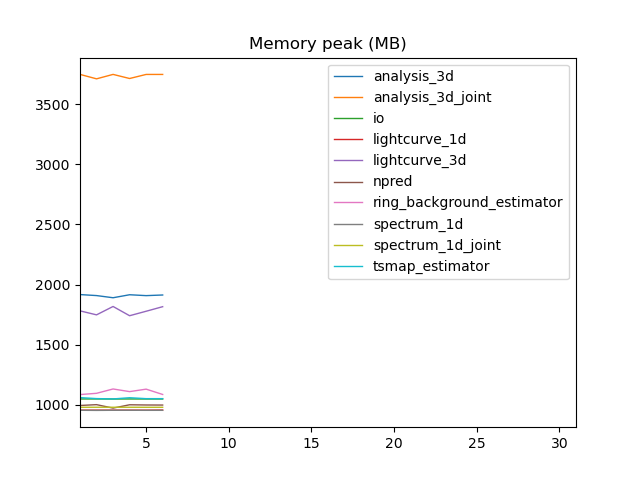 Memory peak (MB)
analysis_3d
analysis_3d_joint
io
lightcurve_1d
lightcurve_3d
npred
ring_background_estimator
spectrum_1d
spectrum_1d_joint
tsmap_estimator
3500
3000
2500
2000
1500
1000
5 10 15 20 25 30